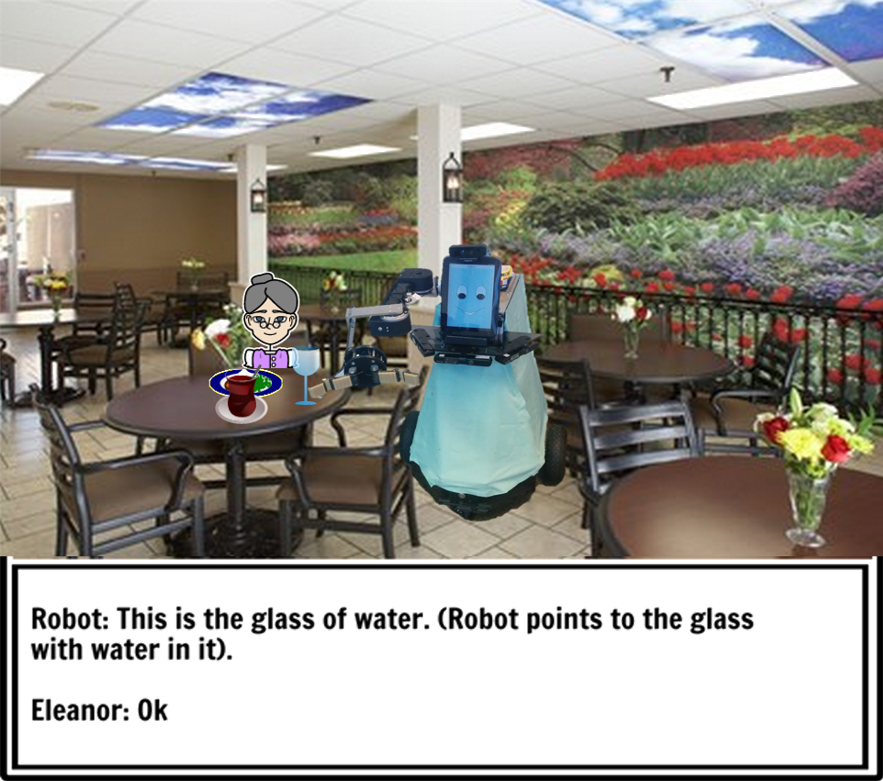 Robot: This is the glass of water. (Robot points to the glass
with water in it).
Eleanor: Ok